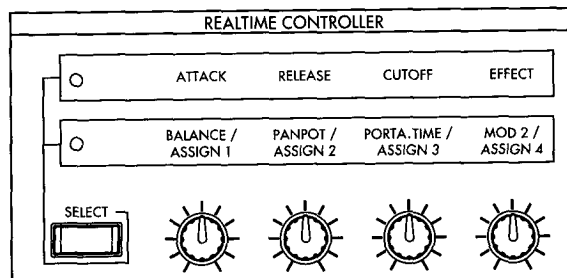 REALTIME CONTROLLER
ATTACK RELEASE CUTOFF EFFECT
BALANCE / PANPOT / PORTA.TIME / MOD 2 /
ASSIGN 1 ASSIGN 2 ASSIGN 3 ASSIGN 4
SELECT